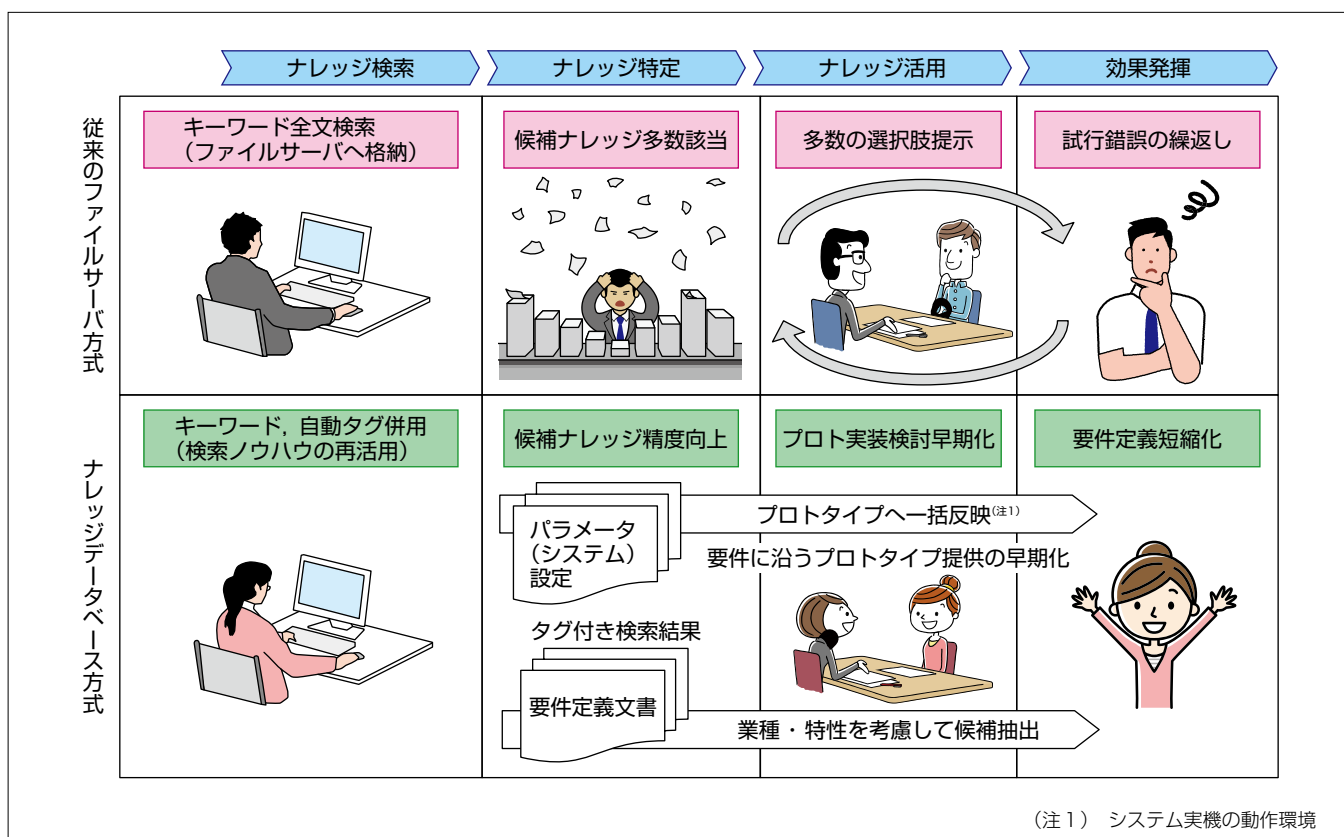 ナレッジ検索
ナレッジ特定
ナレッジ活用
効果発揮
従来のファイルサーバ方式
キーワード全文検索
（ファイルサーバへ格納）
候補ナレッジ多数該当
多数の選択肢提示
試行錯誤の繰返し
ナレッジデータベース方式
キーワード，自動タグ併用
（検索ノウハウの再活用）
候補ナレッジ精度向上
プロト実装検討早期化
要件定義短縮化
パラメータ
（システム）
設定
プロトタイプへ一括反映(注1)
要件に沿うプロトタイプ提供の早期化
タグ付き検索結果
要件定義文書
業種・特性を考慮して候補抽出
（注１） システム実機の動作環境